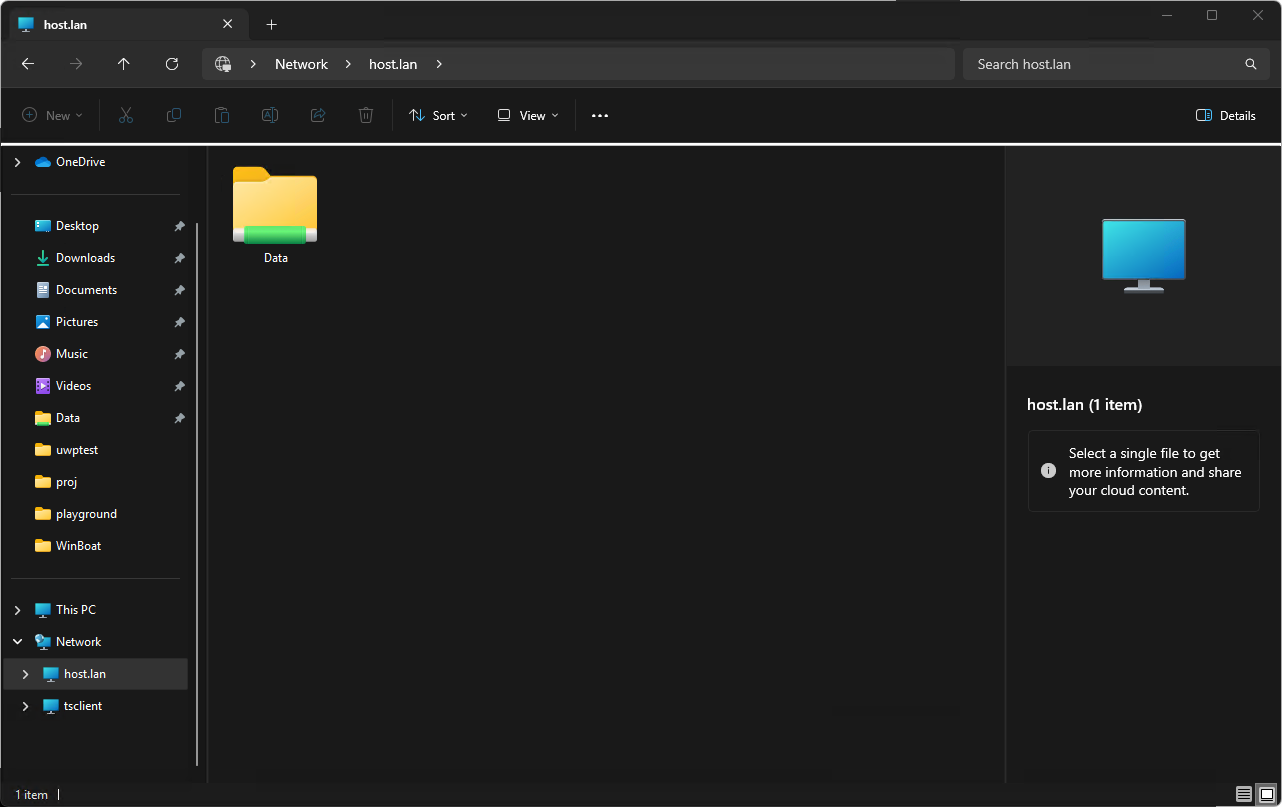 host.lan
Network
host.lan
Search host.lan
New
Sort
View
Details
OneDrive
Desktop
Downloads
Documents
Pictures
Music
Videos
Data
uwptest
proj
playground
WinBoat
This PC
Network
host.lan
tsclient
Data
host.lan (1 item)
Select a single file to get
more information and share
your cloud content.
1 item